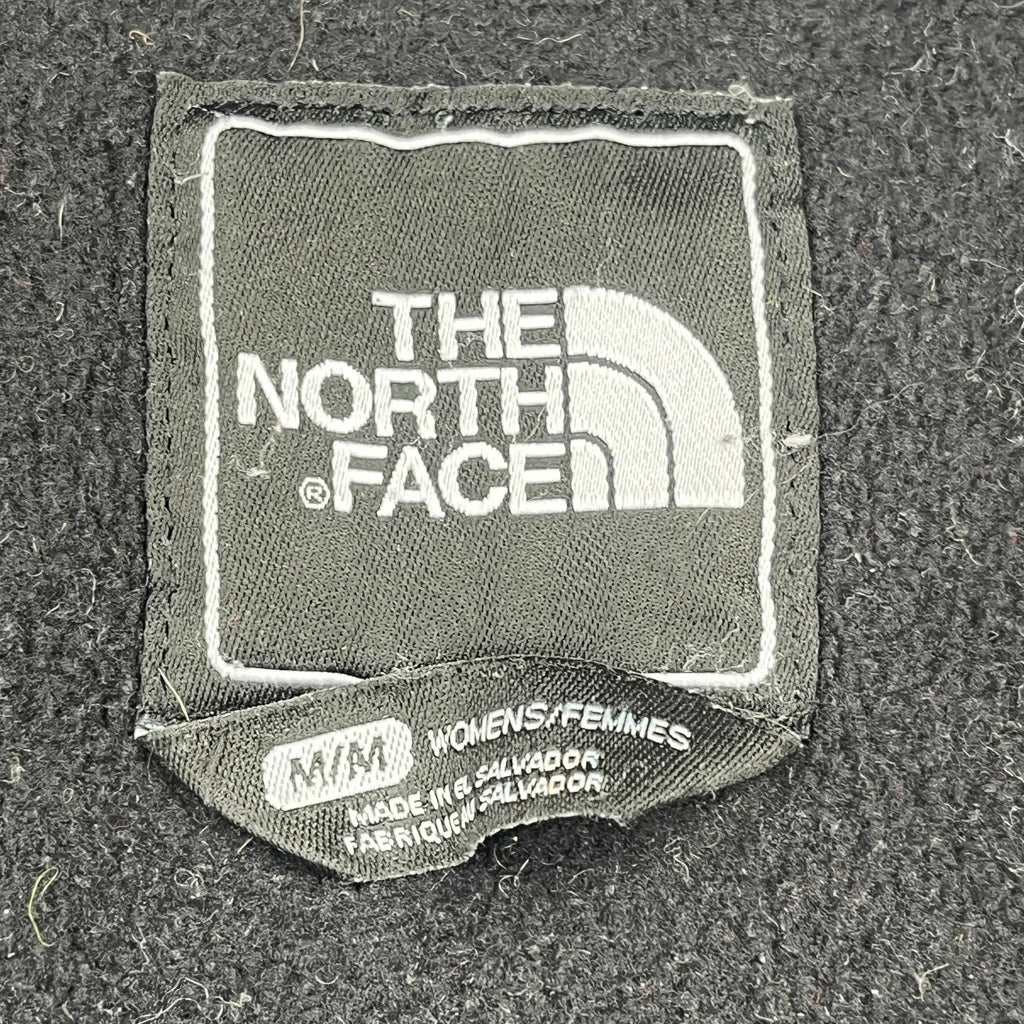 THE
NORTH
®FACE
M/M WOMENS/FEMMES
MADE IN EL SALVADOR
FABRIQUE AU SALVADOR